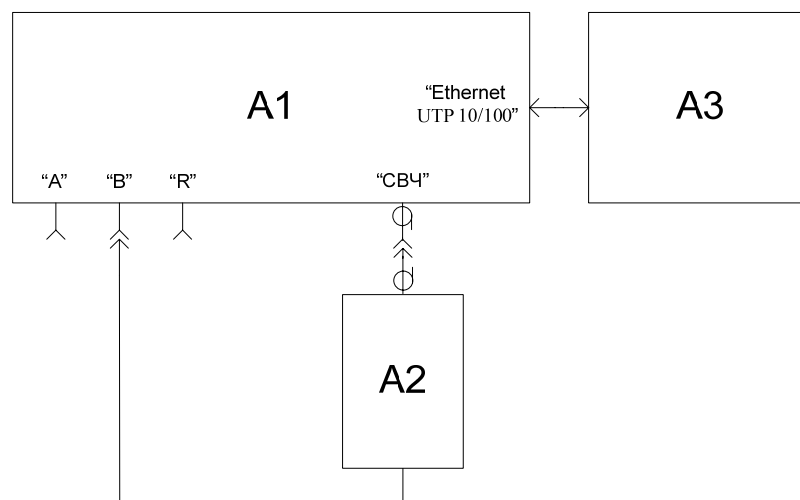 “Ethernet
A1
A3
UTP 10/100”
“A”
“B”
“R”
“СВЧ”
A2